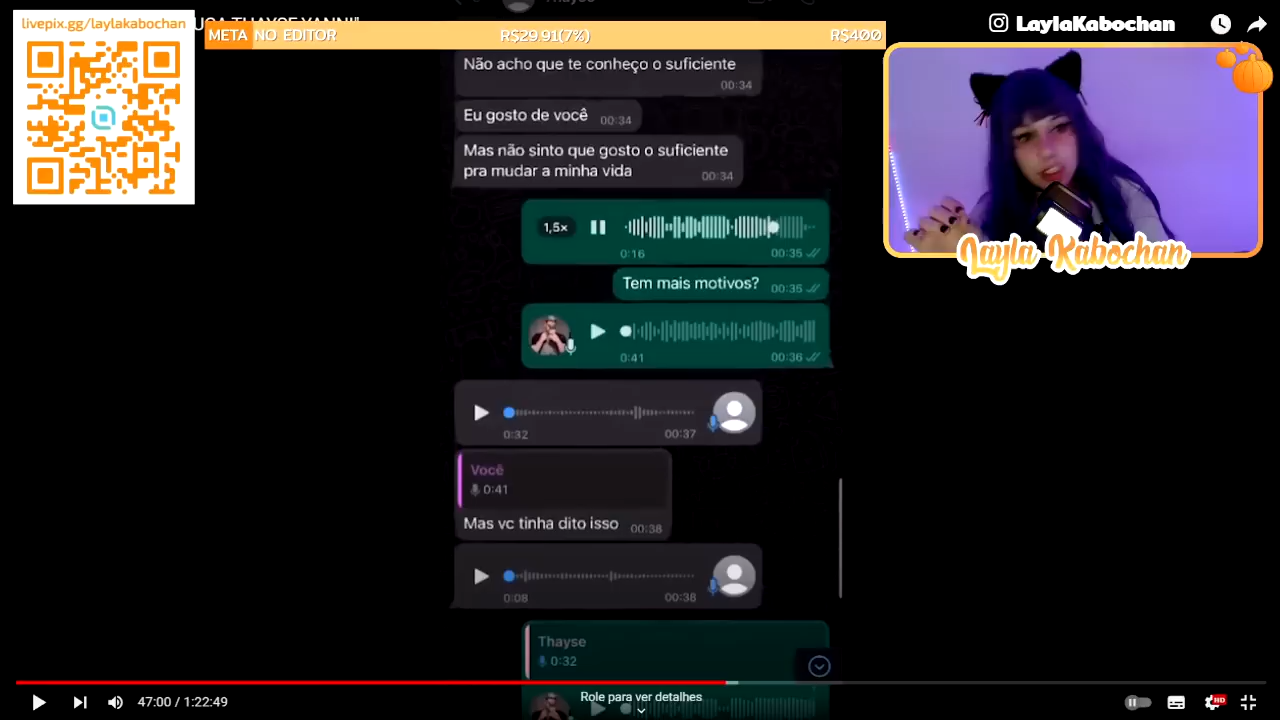 livepix.gg/laylakabochan
META NO EDITOR
R$29.91(7%)
R$400
LaylaKabochan
Não acho que te conheço o suficiente
00:34
Eu gosto de você 00:34
Mas não sinto que gosto o suficiente
pra mudar a minha vida 00:34
1,5×
0:16 00:35
Tem mais motivos? 00:35
0:41 00:36
0:32 00:37
Você
0:41
Mas vc tinha dito isso 00:38
0:08 00:38
Thayse
0:32
Layla Kabochan
47:00 / 1:22:49
Role para ver detalhes
HD